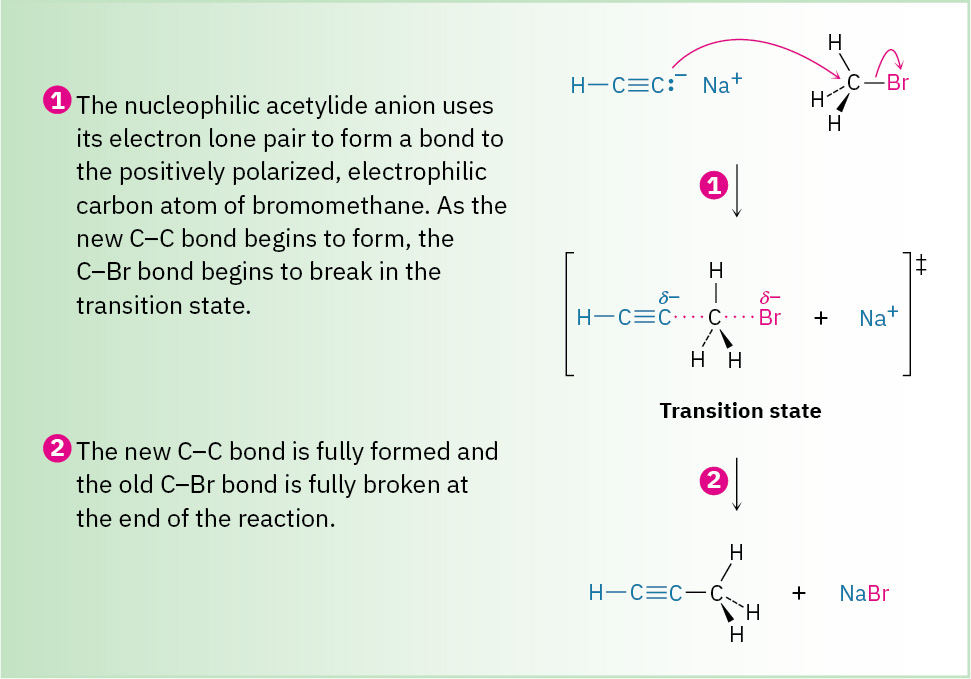 1 The nucleophilic acetylide anion uses
its electron lone pair to form a bond to
the positively polarized, electrophilic
carbon atom of bromomethane. As the
new C–C bond begins to form, the
C–Br bond begins to break in the
transition state.
H
H—C≡C:⁻ Na⁺ C—Br
H
H
1
H ‡
δ– δ–
H—C≡C····C····Br + Na⁺
H H
Transition state
2 The new C–C bond is fully formed and
the old C–Br bond is fully broken at
the end of the reaction.
2
H
H—C≡C—C + NaBr
H
H